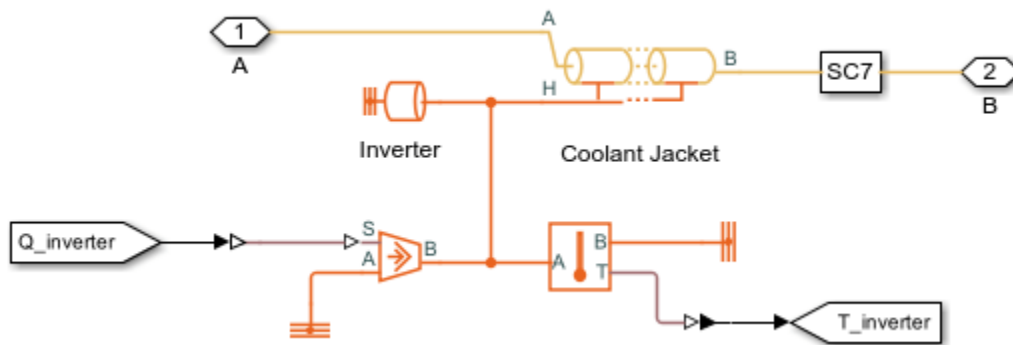 1
A
A
B
SC7
2
B
H
Inverter
Coolant Jacket
Q_inverter
S
A
B
A
B
T
T_inverter